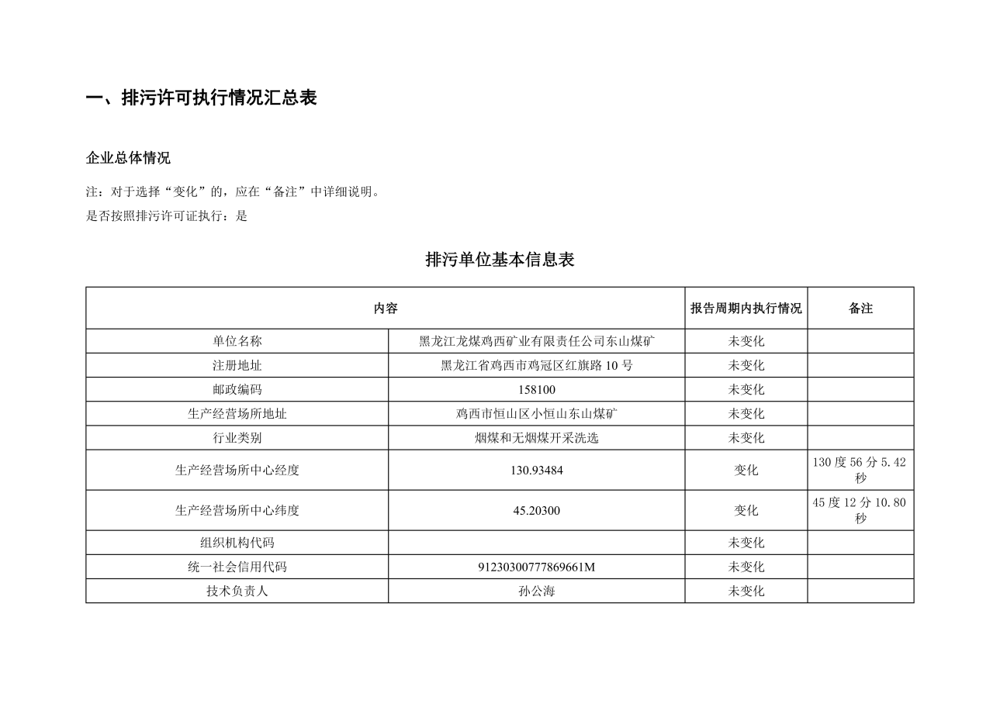 一、排污许可执行情况汇总表
企业总体情况
注：对于选择“变化”的，应在“备注”中详细说明。
是否按照排污许可证执行：是
排污单位基本信息表
内容 报告周期内执行情况 备注
单位名称 黑龙江龙煤鸡西矿业有限责任公司东山煤矿 未变化
注册地址 黑龙江省鸡西市鸡冠区红旗路 10 号 未变化
邮政编码 158100 未变化
生产经营场所地址 鸡西市恒山区小恒山东山煤矿 未变化
行业类别 烟煤和无烟煤开采洗选 未变化
生产经营场所中心经度 130.93484 变化 130 度 56 分 5.42
秒
生产经营场所中心纬度 45.20300 变化 45 度 12 分 10.80
秒
组织机构代码 未变化
统一社会信用代码 91230300777869661M 未变化
技术负责人 孙公海 未变化